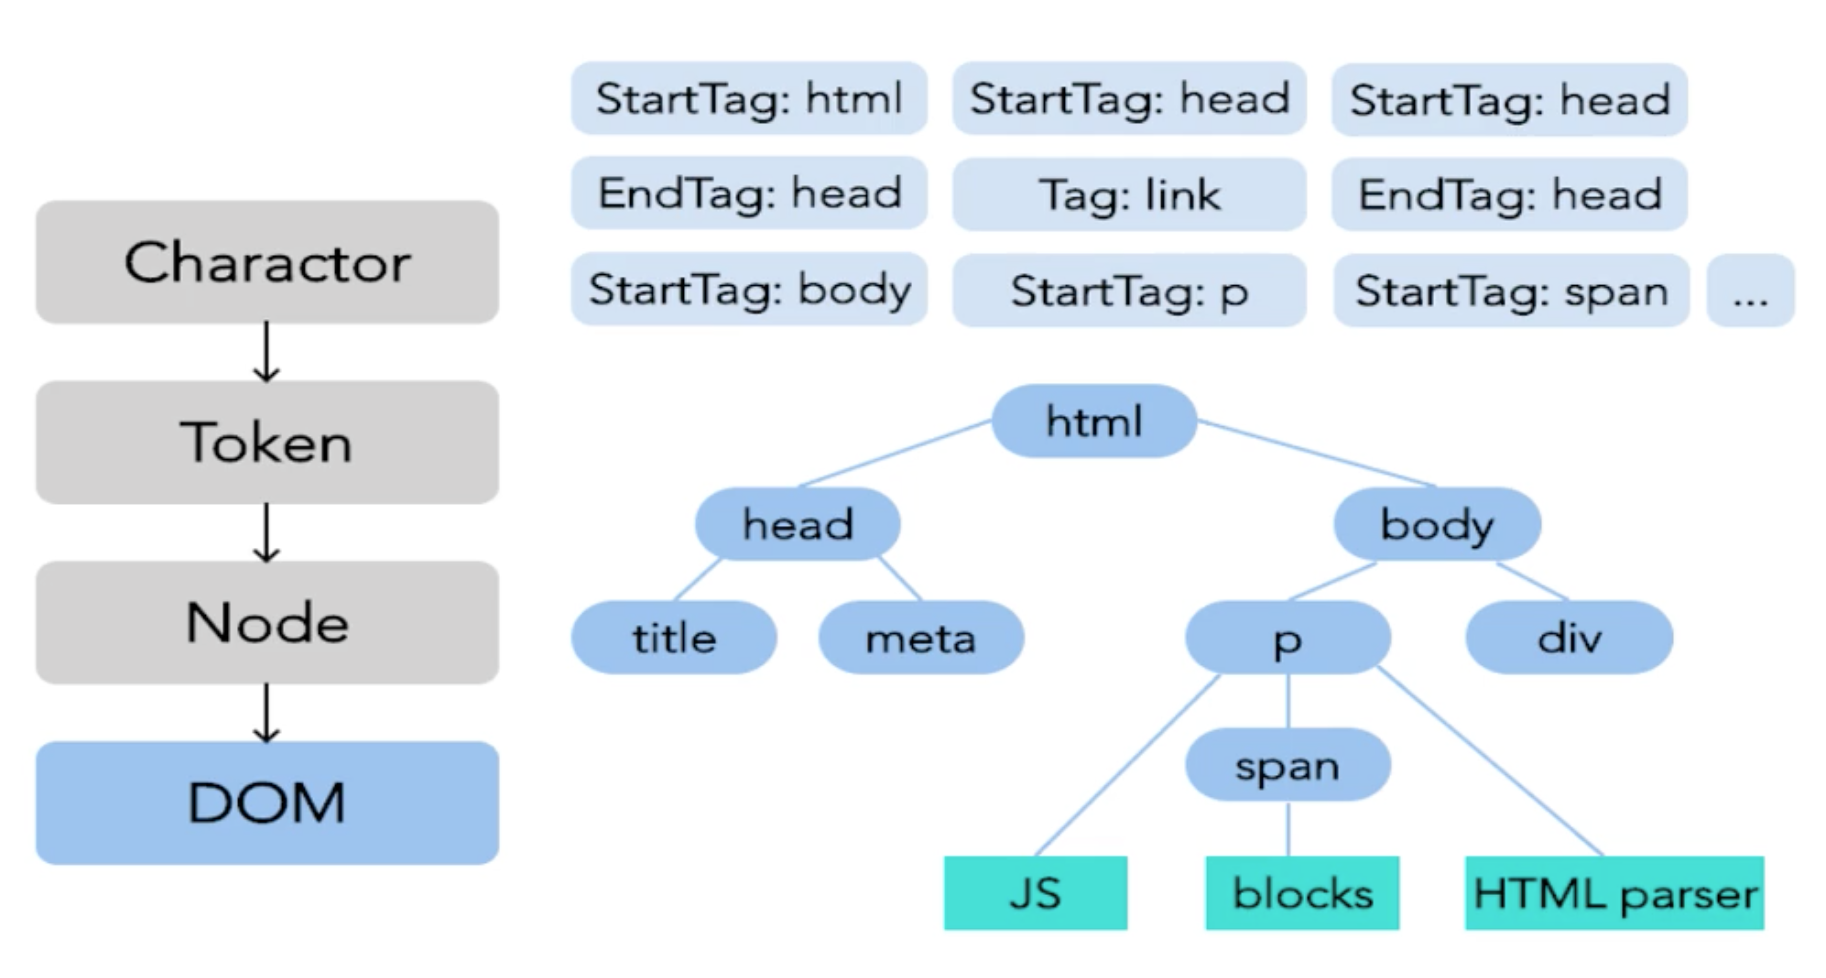 StartTag: html
StartTag: head
StartTag: head
EndTag: head
Tag: link
EndTag: head
StartTag: body
StartTag: p
StartTag: span
...
Charactor
Token
Node
DOM
html
head
body
title
meta
p
div
span
JS
blocks
HTML parser